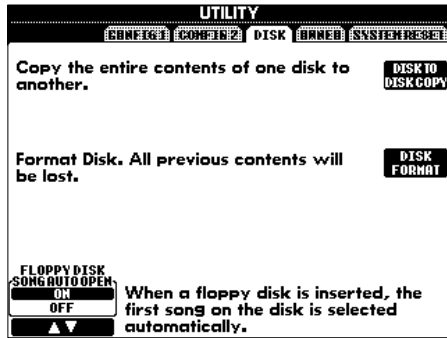 UTILITY
CONFIG 1 CONFIG 2 DISK OWNER SYSTEM RESET
Copy the entire contents of one disk to
another.
DISK TO
DISK COPY
Format Disk. All previous contents will
be lost.
DISK
FORMAT
FLOPPY DISK
SONG AUTO OPEN
ON
OFF
▲▼
When a floppy disk is inserted, the
first song on the disk is selected
automatically.